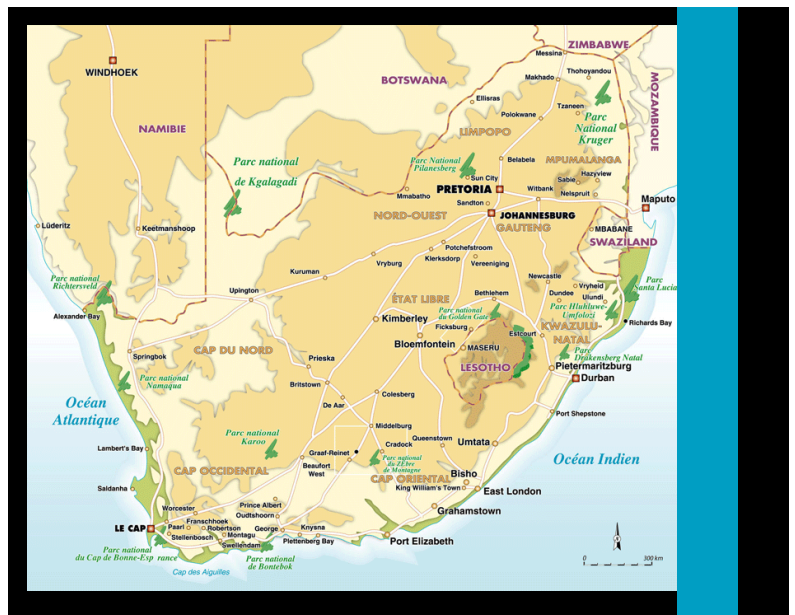 ZIMBABWE
Messina
Thohoyandou
WINDHOEK
Makhado
BOTSWANA
MOZAMBIQUE
Ellisras
Tzaneen
Polokwane
Parc
National
Kruger
NAMIBIE
LIMPOPO
Parc national
de Kgalagadi
Parc National
Pilanesberg
Belabela
MPUMALANGA
Sun City
Hazyview
Sabie
PRETORIA
Witbank
Nelspruit
Mmabatho
Sandton
Maputo
NORD-OUEST
JOHANNESBURG
GAUTENG
Lüderitz
Keetmanshoop
MBABANE
SWAZILAND
Potchefstroom
Klerksdorp
Vryburg
Vereeniging
Kuruman
Parc national
Richtersveld
Newcastle
Parc
Santa Lucia
Upington
Bethlehem
Vryheid
Dundee
Ulundi
ÉTAT LIBRE
Parc Hluhluwe-
Umfolozi
Parc national
du Golden Gate
Alexander Bay
Kimberley
Richards Bay
Ficksburg
Estcourt
KWAZULU-
NATAL
Bloemfontein
MASERU
CAP DU NORD
Springbok
Prieska
LESOTHO
Parc
Drakensberg Natal
Pietermaritzburg
Durban
Parc national
Namaqua
Britstown
Colesberg
De Aar
Océan
Atlantique
Port Shepstone
Middelburg
Parc national
Karoo
Queenstown
Umtata
Cradock
Lambert's Bay
Graaf-Reinet
Parc national
du ZEbre
de Montagne
Océan Indien
Beaufort
West
CAP OCCIDENTAL
CAP ORIENTAL
Bisho
King William's Town
East London
Saldanha
Prince Albert
Worcester
Oudtshoorn
Grahamstown
Franschoek
Paarl
Robertson
George
Knysna
LE CAP
Montagu
Stellenbosch
Swellendam
Plettenberg Bay
Port Elizabeth
Parc national
du Cap de Bonne-Esp rance
Parc national
de Bontebok
Cap des Aiguilles
0
300 km